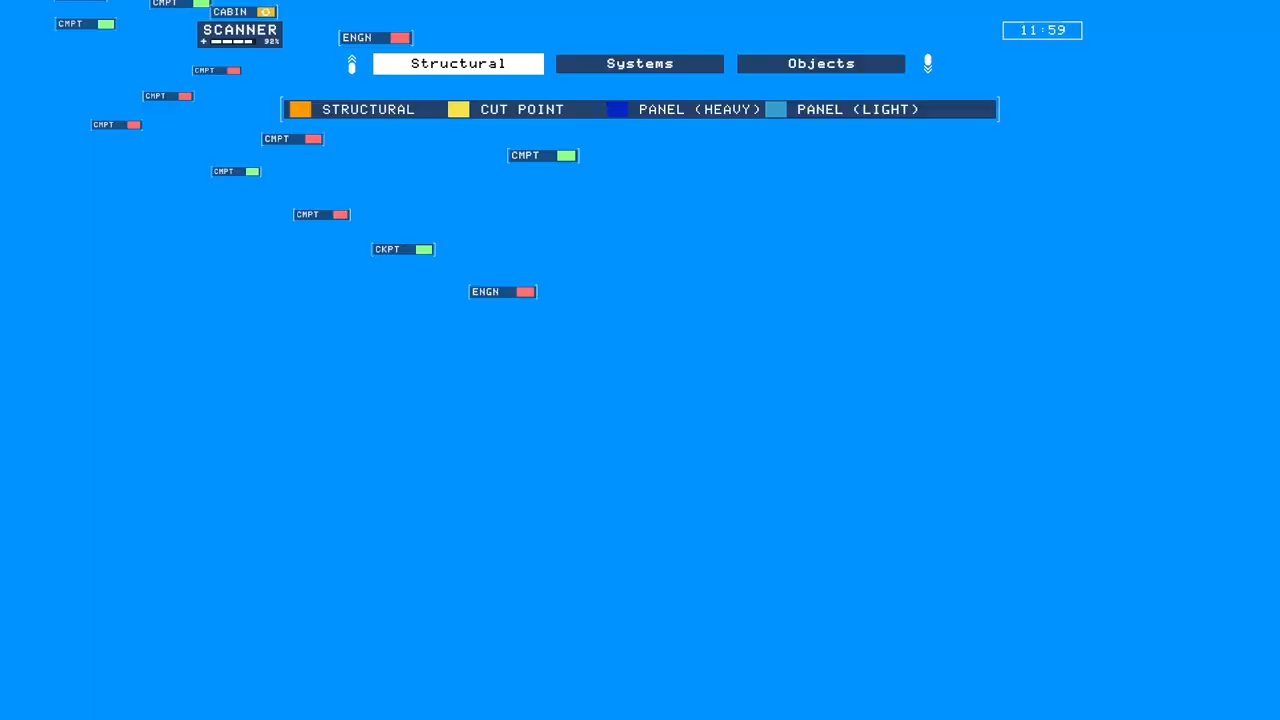 CMPT
CABIN
CMPT
SCANNER
92%
11:59
ENGN
Structural Systems Objects
CMPT
CMPT
STRUCTURAL CUT POINT PANEL (HEAVY) PANEL (LIGHT)
CMPT
CMPT
CMPT
CMPT
CMPT
CKPT
ENGN